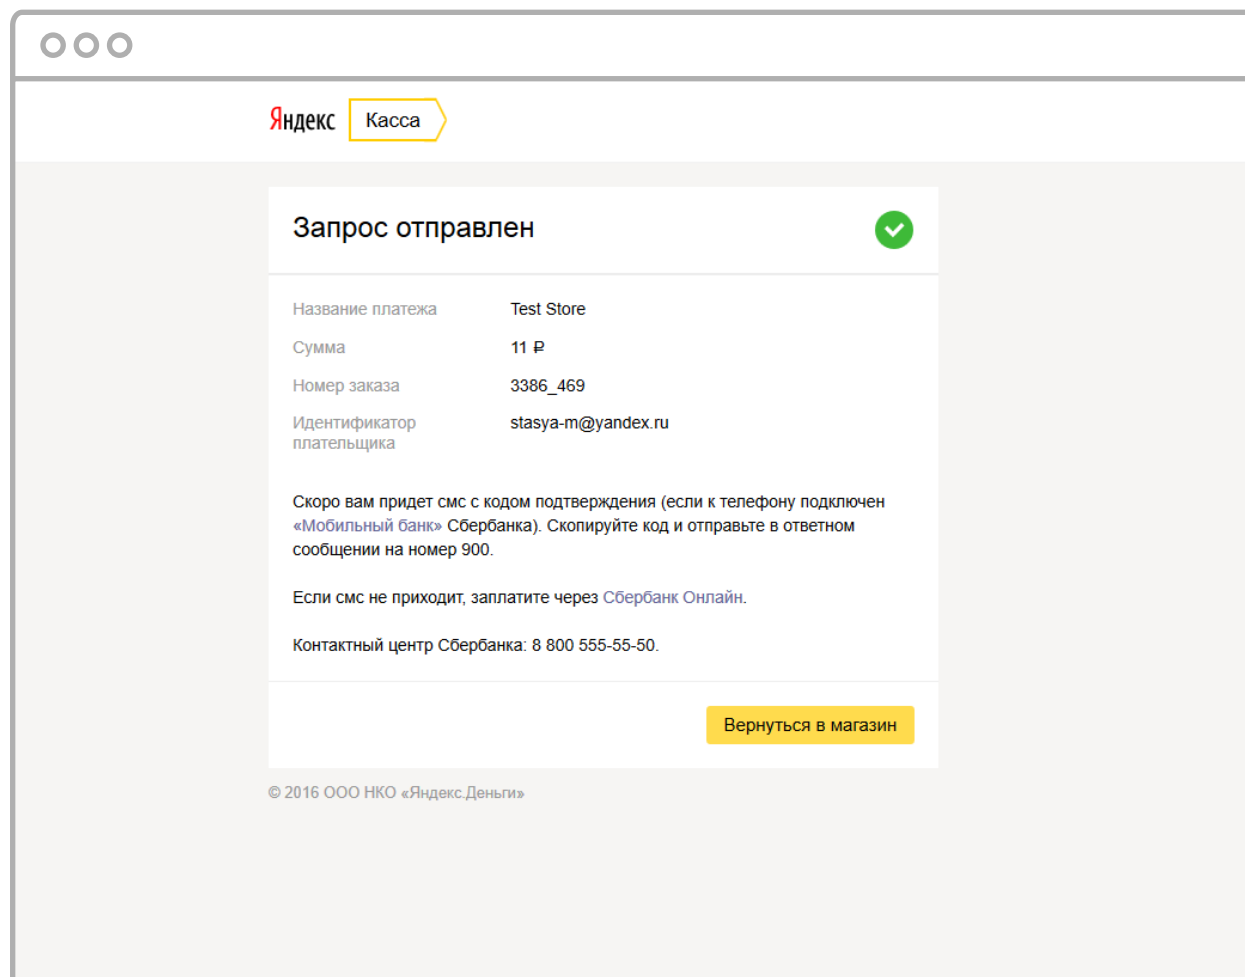 Яндекс Касса
Запрос отправлен
Название платежа Test Store
Сумма 11 ₽
Номер заказа 3386_469
Идентификатор stasya-m@yandex.ru
плательщика
Скоро вам придет смс с кодом подтверждения (если к телефону подключен
«Мобильный банк» Сбербанка). Скопируйте код и отправьте в ответном
сообщении на номер 900.
Если смс не приходит, заплатите через Сбербанк Онлайн.
Контактный центр Сбербанка: 8 800 555-55-50.
Вернуться в магазин
© 2016 ООО НКО «Яндекс.Деньги»